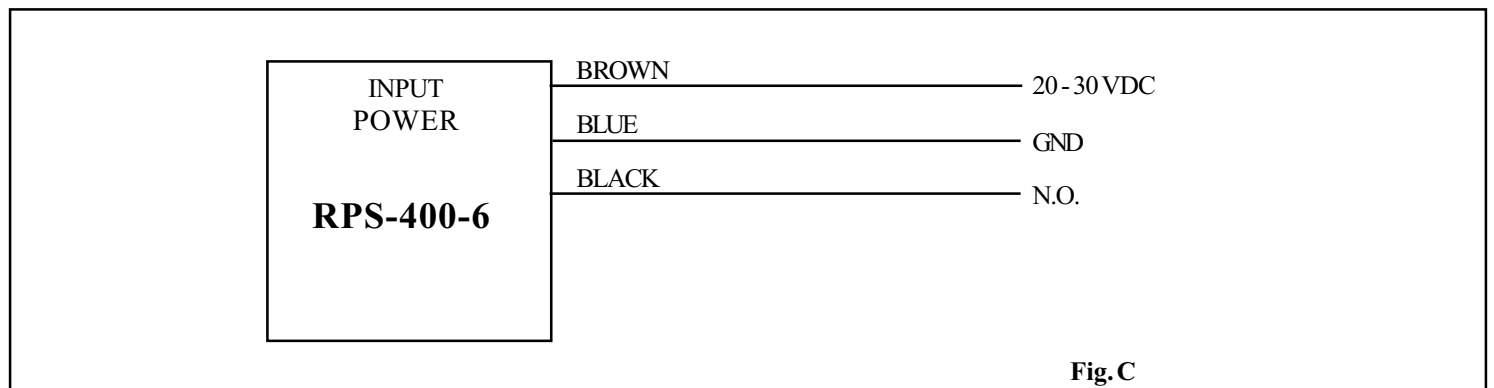 INPUT
POWER
RPS-400-6
BROWN
20 - 30 VDC
BLUE
GND
BLACK
N.O.
Fig. C